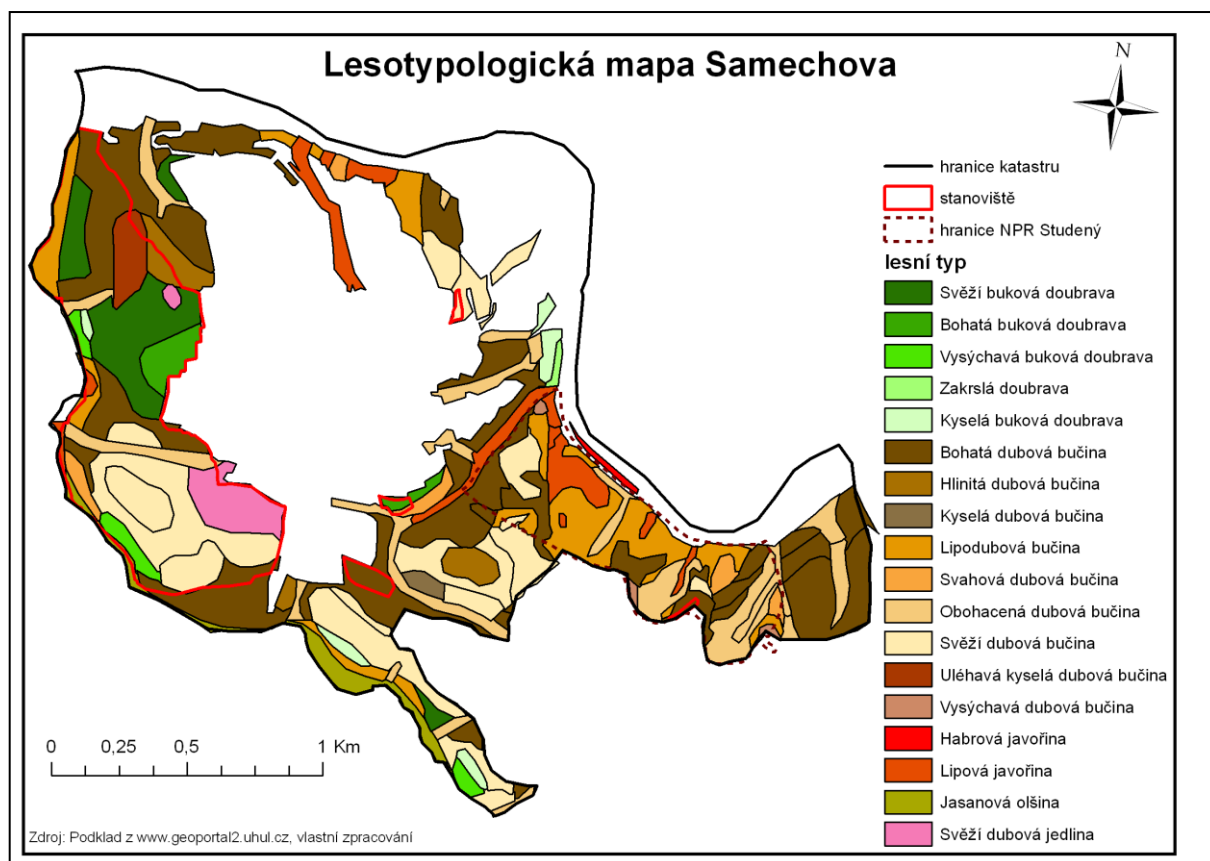 Lesotypologická mapa Samechova
N
hranice katastru
stanoviště
hranice NPR Studený
lesní typ
Svěží buková doubrava
Bohatá buková doubrava
Vysýchavá buková doubrava
Zakrslá doubrava
Kyselá buková doubrava
Bohatá dubová bučina
Hlinitá dubová bučina
Kyselá dubová bučina
Lipodubová bučina
Svahová dubová bučina
Obohacená dubová bučina
Svěží dubová bučina
Uléhavá kyselá dubová bučina
Vysýchavá dubová bučina
Habrová javořina
Lipová javořina
Jasanová olšina
Svěží dubová jedlina
0 0,25 0,5 1 Km
Zdroj: Podklad z www.geoportal2.uhul.cz, vlastní zpracování